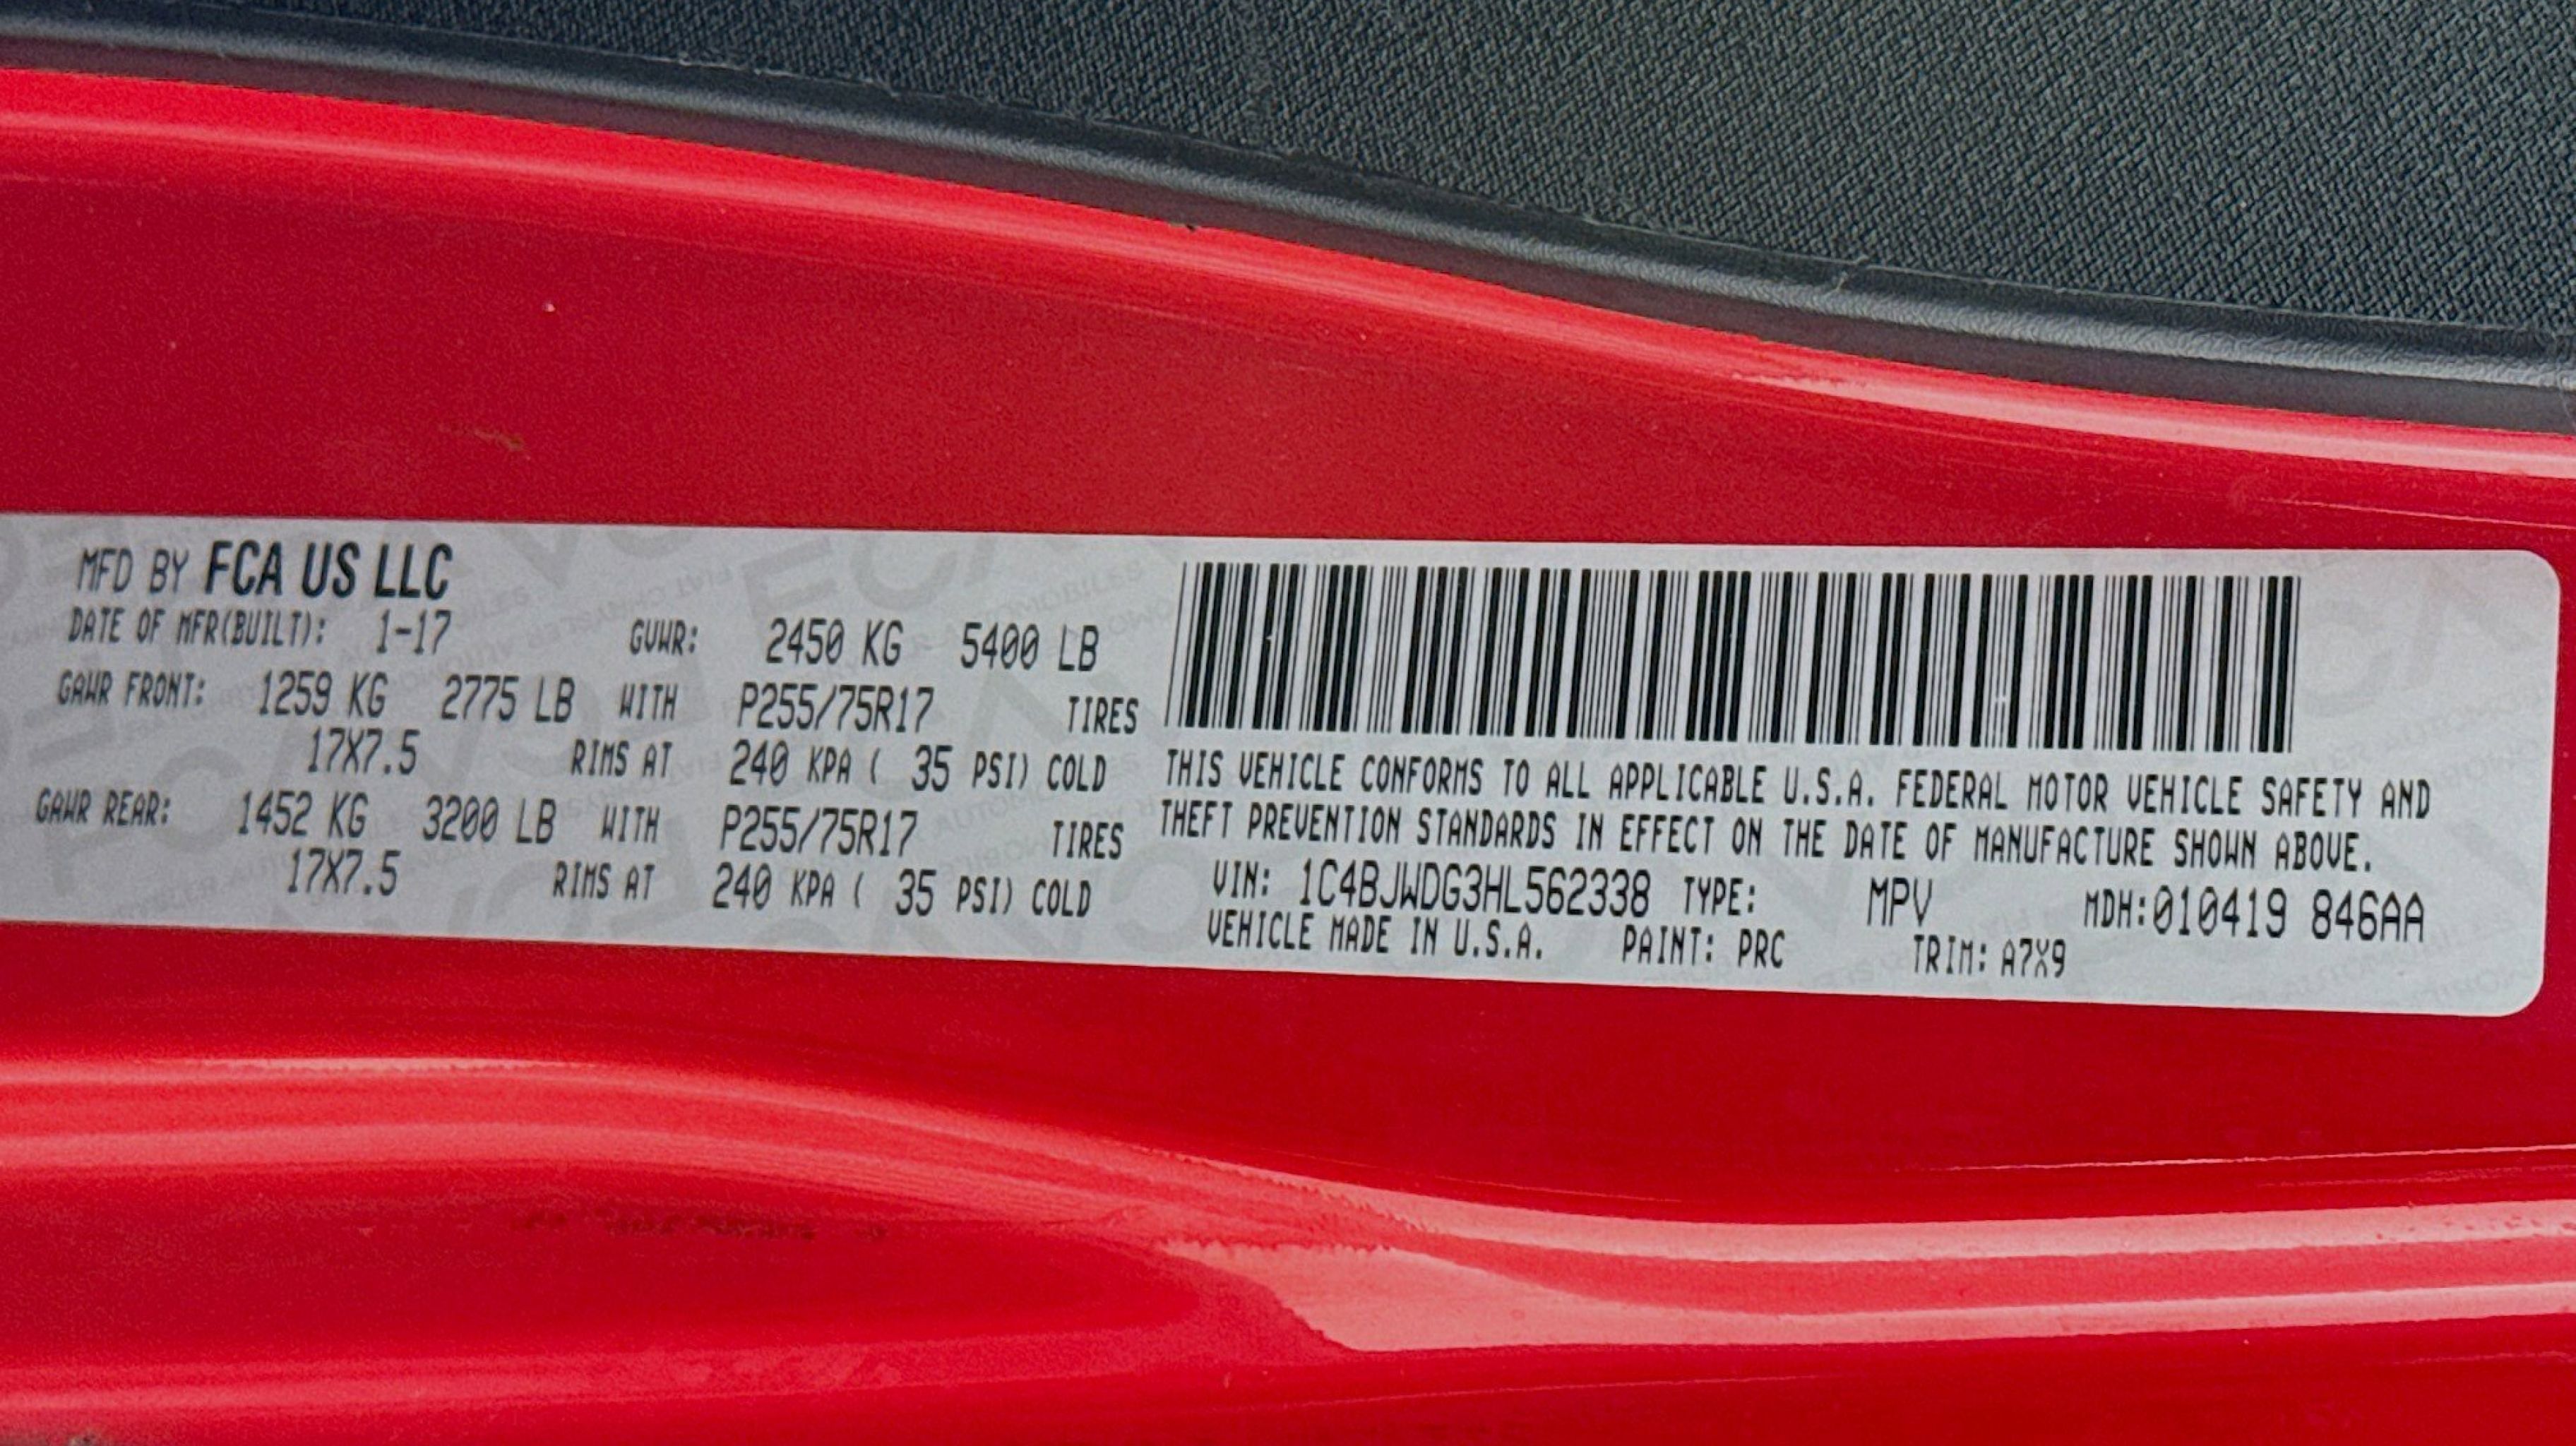 MFD BY FCA US LLC
DATE OF MFR(BUILT): 1-17 GVWR: 2450 KG 5400 LB
GAWR FRONT: 1259 KG 2775 LB WITH P255/75R17 TIRES
17X7.5 RIMS AT 240 KPA ( 35 PSI) COLD
GAWR REAR: 1452 KG 3200 LB WITH P255/75R17 TIRES
17X7.5 RIMS AT 240 KPA ( 35 PSI) COLD
THIS VEHICLE CONFORMS TO ALL APPLICABLE U.S.A. FEDERAL MOTOR VEHICLE SAFETY AND
THEFT PREVENTION STANDARDS IN EFFECT ON THE DATE OF MANUFACTURE SHOWN ABOVE.
VIN: 1C4BJWDG3HL562338 TYPE: MPV MDH:010419 846AA
VEHICLE MADE IN U.S.A. PAINT: PRC TRIM: A7X9